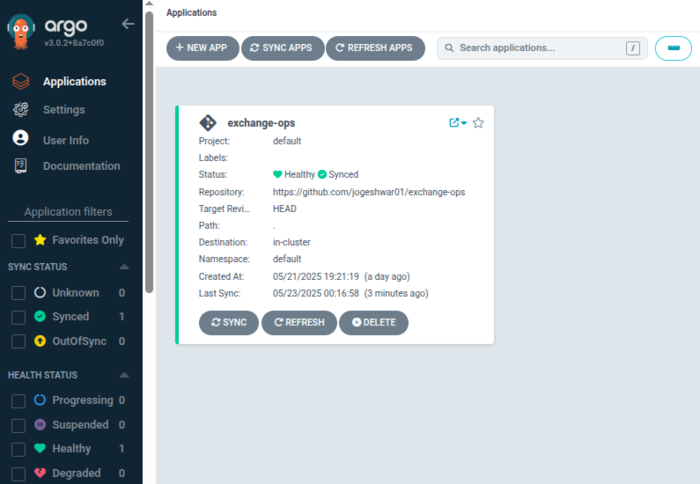 argo
v3.0.2+8a7c0f0
Applications
Settings
User Info
Documentation
Application filters
Favorites Only
SYNC STATUS
Unknown 0
Synced 1
OutOfSync 0
HEALTH STATUS
Progressing 0
Suspended 0
Healthy 1
Degraded 0
Applications
+ NEW APP SYNC APPS REFRESH APPS Search applications... /
exchange-ops
Project: default
Labels:
Status: Healthy Synced
Repository: https://github.com/jogeshwar01/exchange-ops
Target Revi... HEAD
Path: .
Destination: in-cluster
Namespace: default
Created At: 05/21/2025 19:21:19 (a day ago)
Last Sync: 05/23/2025 00:16:58 (3 minutes ago)
SYNC REFRESH DELETE